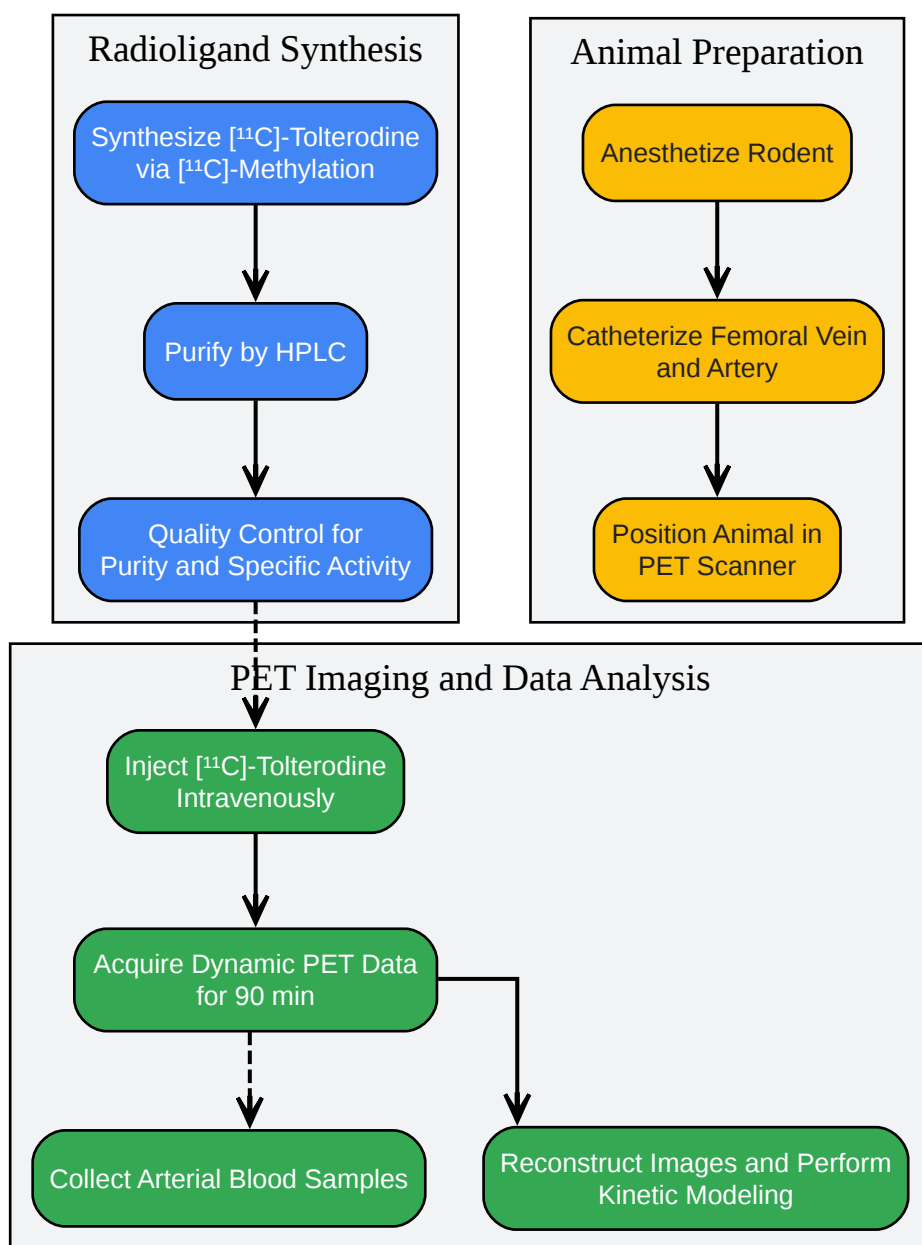 Radioligand Synthesis
Synthesize [¹¹C]-Tolterodine
via [¹¹C]-Methylation
Purify by HPLC
Quality Control for
Purity and Specific Activity
Animal Preparation
Anesthetize Rodent
Catheterize Femoral Vein
and Artery
Position Animal in
PET Scanner
PET Imaging and Data Analysis
Inject [¹¹C]-Tolterodine
Intravenously
Acquire Dynamic PET Data
for 90 min
Collect Arterial Blood Samples
Reconstruct Images and Perform
Kinetic Modeling